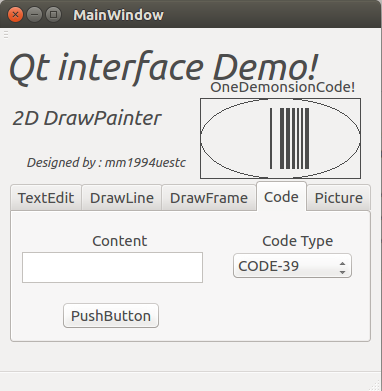 MainWindow
Qt interface Demo!
OneDemonsionCode!
2D DrawPainter
Designed by : mm1994uestc
TextEdit DrawLine DrawFrame Code Picture
Content Code Type
CODE-39
PushButton